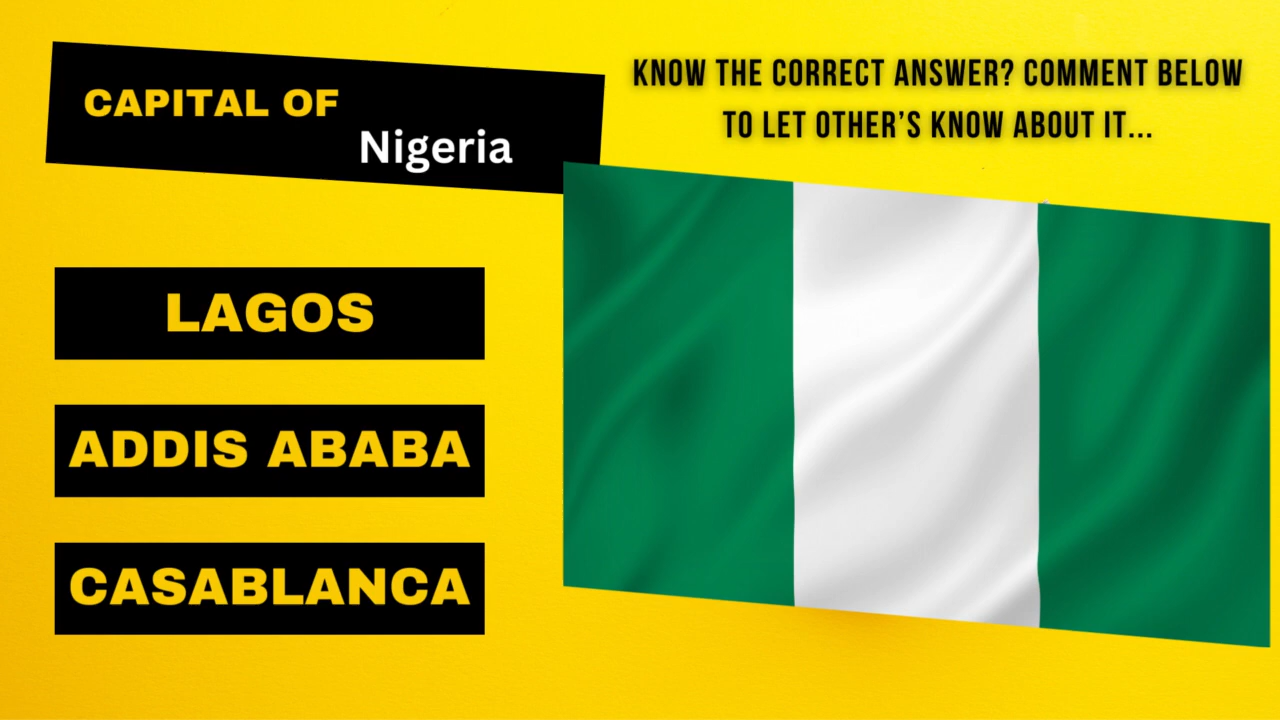 CAPITAL OF
Nigeria
KNOW THE CORRECT ANSWER? COMMENT BELOW
TO LET OTHER'S KNOW ABOUT IT...
LAGOS
ADDIS ABABA
CASABLANCA